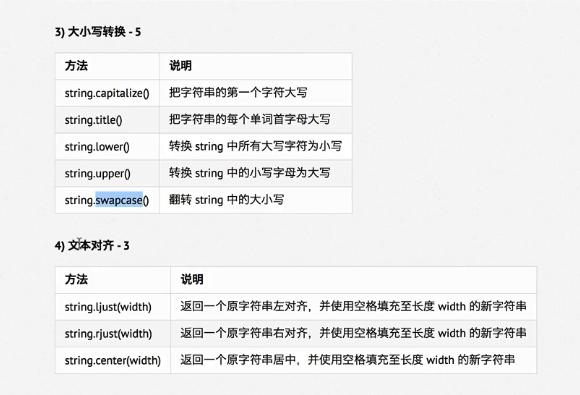 3) 大小写转换 - 5
方法 说明
string.capitalize() 把字符串的第一个字符大写
string.title() 把字符串的每个单词首字母大写
string.lower() 转换 string 中所有大写字符为小写
string.upper() 转换 string 中的小写字母为大写
string.swapcase() 翻转 string 中的大小写
4) 文本对齐 - 3
方法 说明
string.ljust(width) 返回一个原字符串左对齐，并使用空格填充至长度 width 的新字符串
string.rjust(width) 返回一个原字符串右对齐，并使用空格填充至长度 width 的新字符串
string.center(width) 返回一个原字符串居中，并使用空格填充至长度 width 的新字符串